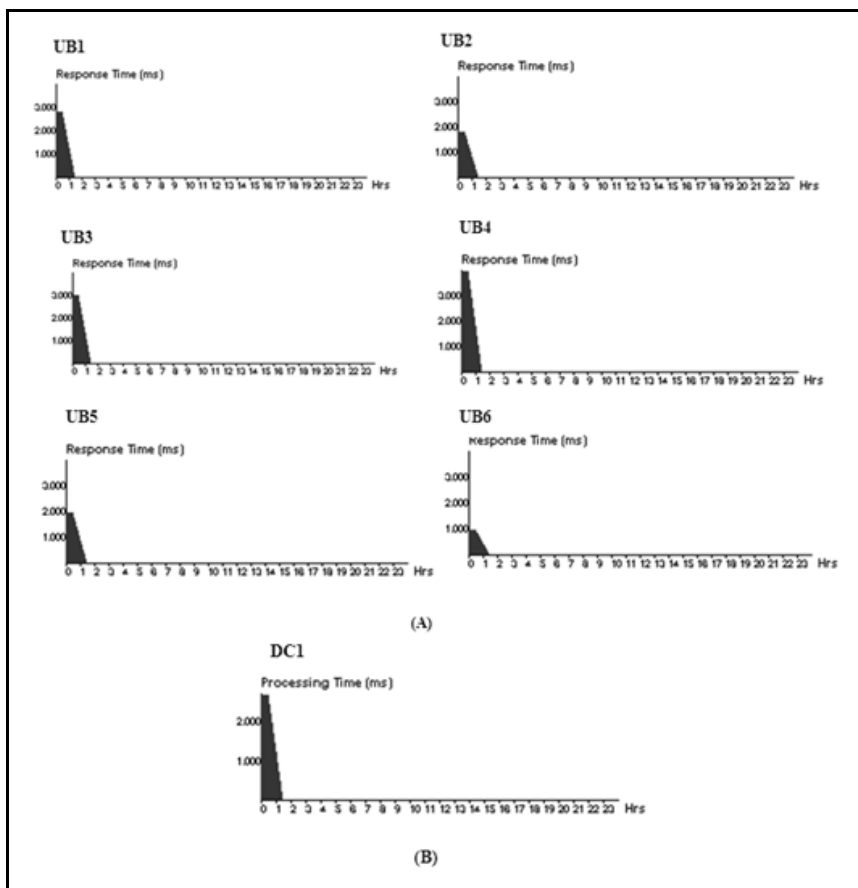 UB1
Response Time (ms)
3.000
2.000
1.000
0 1 2 3 4 5 6 7 8 9 10 11 12 13 14 15 16 17 18 19 20 21 22 23 Hrs
UB2
Response Time (ms)
3.000
2.000
1.000
0 1 2 3 4 5 6 7 8 9 10 11 12 13 14 15 16 17 18 19 20 21 22 23 Hrs
UB3
Response Time (ms)
3.000
2.000
1.000
0 1 2 3 4 5 6 7 8 9 10 11 12 13 14 15 16 17 18 19 20 21 22 23 Hrs
UB4
Response Time (ms)
3.000
2.000
1.000
0 1 2 3 4 5 6 7 8 9 10 11 12 13 14 15 16 17 18 19 20 21 22 23 Hrs
UB5
Response Time (ms)
3.000
2.000
1.000
0 1 2 3 4 5 6 7 8 9 10 11 12 13 14 15 16 17 18 19 20 21 22 23 Hrs
UB6
Response Time (ms)
3.000
2.000
1.000
0 1 2 3 4 5 6 7 8 9 10 11 12 13 14 15 16 17 18 19 20 21 22 23 Hrs
(A)
DC1
Processing Time (ms)
2.000
1.000
0 1 2 3 4 5 6 7 8 9 10 11 12 13 14 15 16 17 18 19 20 21 22 23 Hrs
(B)